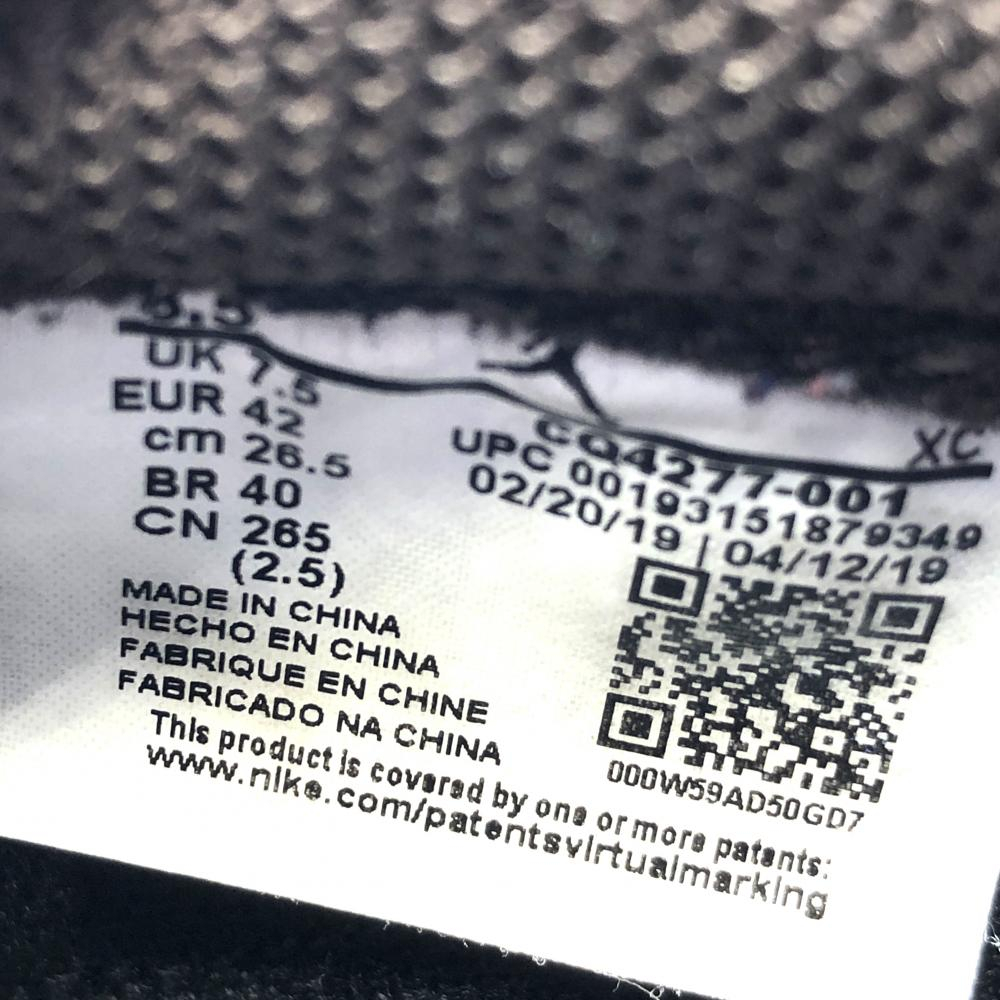 8.5
UK 7.5
EUR 42
cm 26.5
BR 40
CN 265
(2.5)
XC
CQ4277-001
UPC 00193151879349
02/20/19 | 04/12/19
MADE IN CHINA
HECHO EN CHINA
FABRIQUE EN CHINE
FABRICADO NA CHINA
000W59AD50GD7
This product is covered by one or more patents:
www.nike.com/patentsvirtualmarking